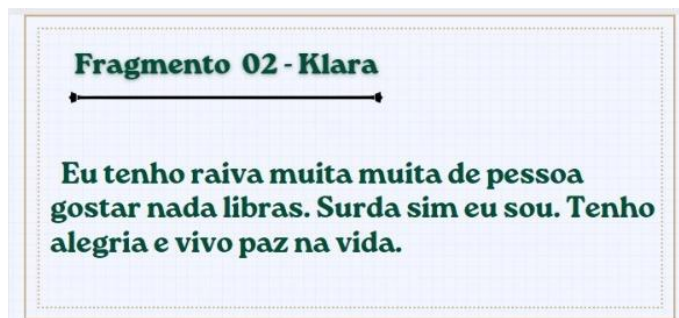 Fragmento 02 - Klara
Eu tenho raiva muita muita de pessoa
gostar nada libras. Surda sim eu sou. Tenho
alegria e vivo paz na vida.